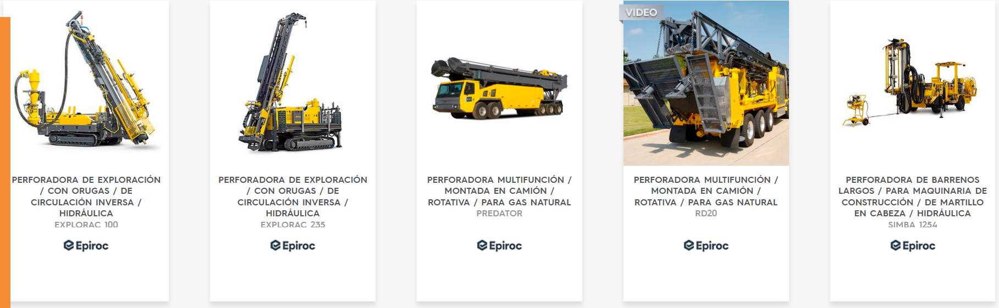 PERFORADORA DE EXPLORACIÓN
/ CON ORUGAS / DE
CIRCULACIÓN INVERSA /
HIDRÁULICA
EXPLORAC 100
Epiroc
PERFORADORA DE EXPLORACIÓN
/ CON ORUGAS / DE
CIRCULACIÓN INVERSA /
HIDRÁULICA
EXPLORAC 235
Epiroc
PERFORADORA MULTIFUNCIÓN /
MONTADA EN CAMIÓN /
ROTATIVA / PARA GAS NATURAL
PREDATOR
Epiroc
VIDEO
PERFORADORA MULTIFUNCIÓN /
MONTADA EN CAMIÓN /
ROTATIVA / PARA GAS NATURAL
RD20
Epiroc
PERFORADORA DE BARRENOS
LARGOS / PARA MAQUINARIA DE
CONSTRUCCIÓN / DE MARTILLO
EN CABEZA / HIDRÁULICA
SIMBA 1254
Epiroc